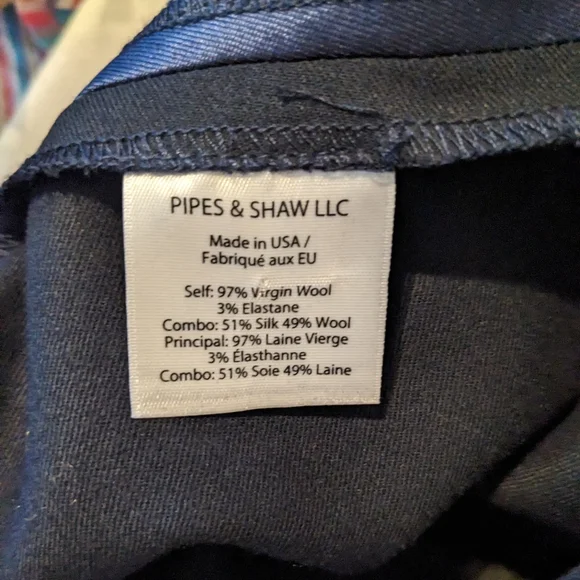 PIPES & SHAW LLC
Made in USA /
Fabriqué aux EU
Self: 97% Virgin Wool
3% Elastane
Combo: 51% Silk 49% Wool
Principal: 97% Laine Vierge
3% Élasthanne
Combo: 51% Soie 49% Laine